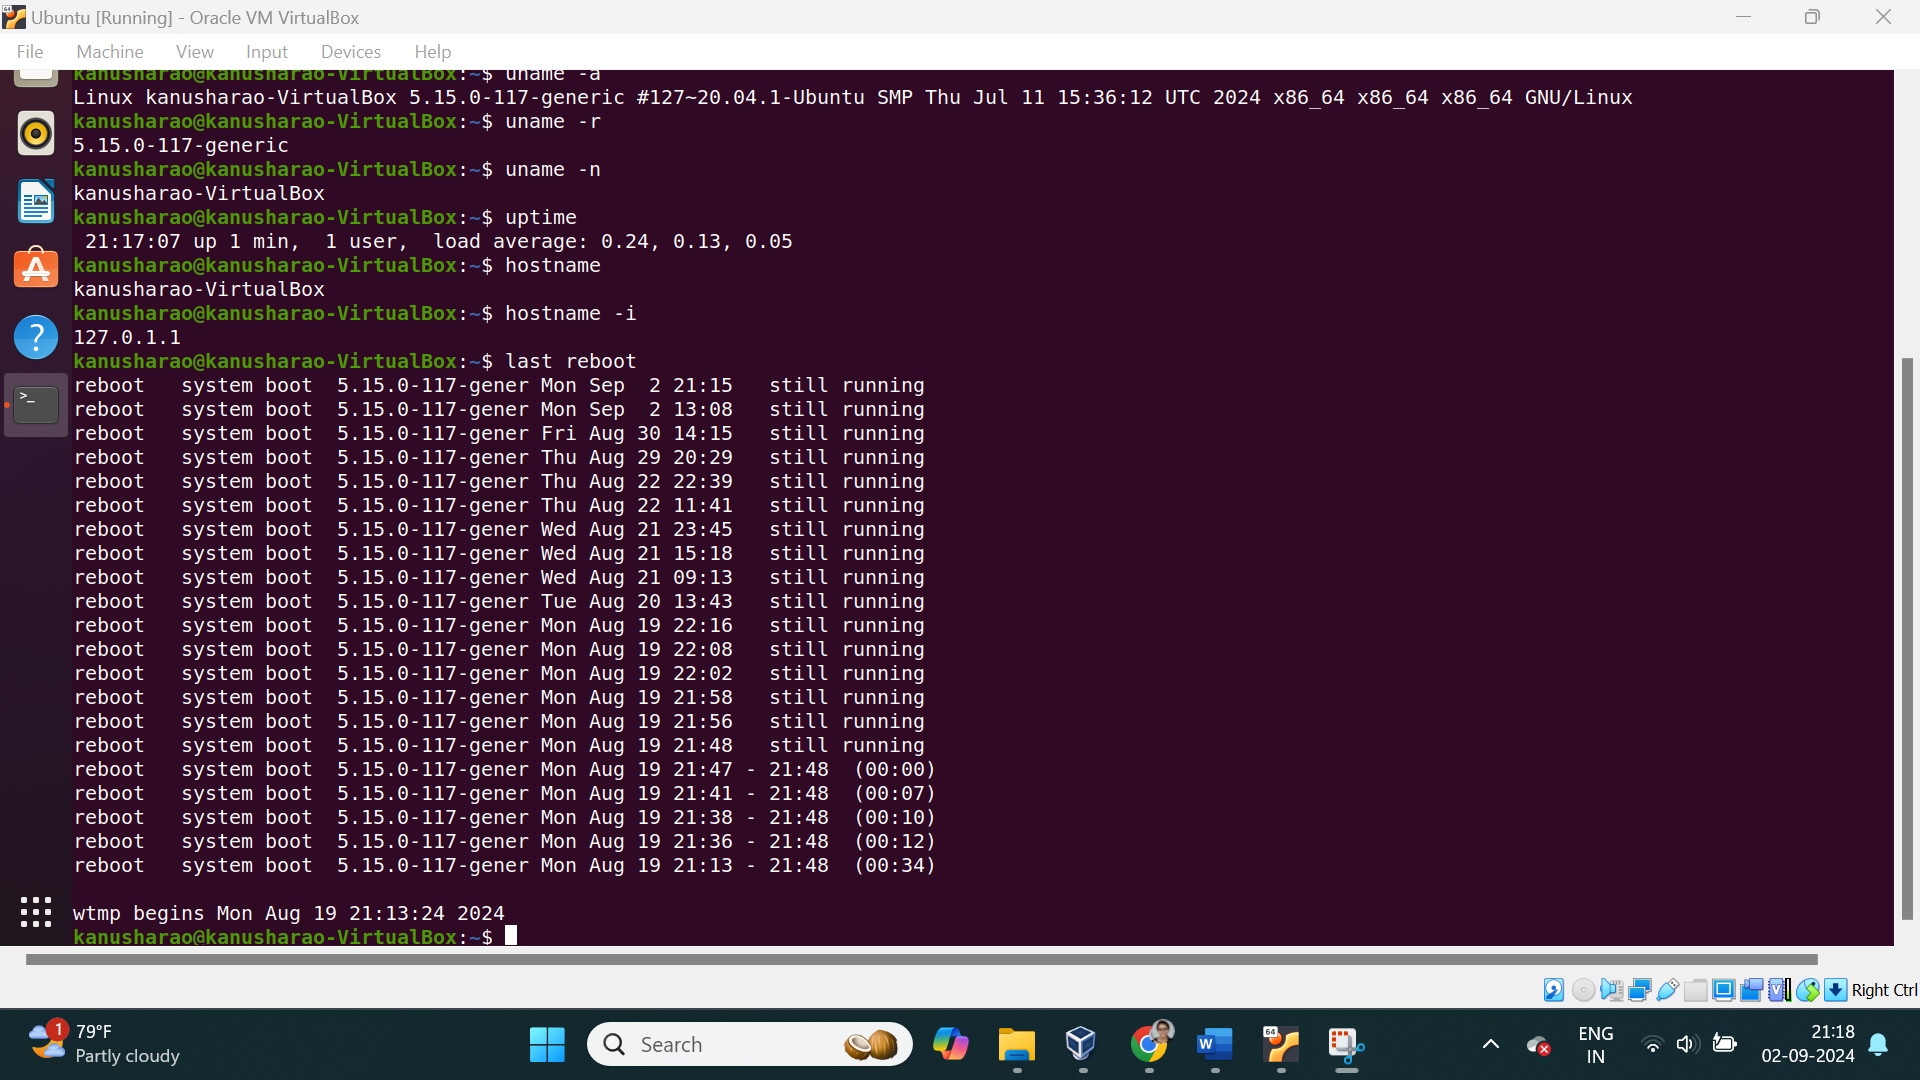 Ubuntu [Running] - Oracle VM VirtualBox
File Machine View Input Devices Help
kanusharao@kanusharao-VirtualBox:~$ uname -a
Linux kanusharao-VirtualBox 5.15.0-117-generic #127~20.04.1-Ubuntu SMP Thu Jul 11 15:36:12 UTC 2024 x86_64 x86_64 x86_64 GNU/Linux
kanusharao@kanusharao-VirtualBox:~$ uname -r
5.15.0-117-generic
kanusharao@kanusharao-VirtualBox:~$ uname -n
kanusharao-VirtualBox
kanusharao@kanusharao-VirtualBox:~$ uptime
 21:17:07 up 1 min,  1 user,  load average: 0.24, 0.13, 0.05
kanusharao@kanusharao-VirtualBox:~$ hostname
kanusharao-VirtualBox
kanusharao@kanusharao-VirtualBox:~$ hostname -i
127.0.1.1
kanusharao@kanusharao-VirtualBox:~$ last reboot
reboot   system boot  5.15.0-117-gener Mon Sep  2 21:15   still running
reboot   system boot  5.15.0-117-gener Mon Sep  2 13:08   still running
reboot   system boot  5.15.0-117-gener Fri Aug 30 14:15   still running
reboot   system boot  5.15.0-117-gener Thu Aug 29 20:29   still running
reboot   system boot  5.15.0-117-gener Thu Aug 22 22:39   still running
reboot   system boot  5.15.0-117-gener Thu Aug 22 11:41   still running
reboot   system boot  5.15.0-117-gener Wed Aug 21 23:45   still running
reboot   system boot  5.15.0-117-gener Wed Aug 21 15:18   still running
reboot   system boot  5.15.0-117-gener Wed Aug 21 09:13   still running
reboot   system boot  5.15.0-117-gener Tue Aug 20 13:43   still running
reboot   system boot  5.15.0-117-gener Mon Aug 19 22:16   still running
reboot   system boot  5.15.0-117-gener Mon Aug 19 22:08   still running
reboot   system boot  5.15.0-117-gener Mon Aug 19 22:02   still running
reboot   system boot  5.15.0-117-gener Mon Aug 19 21:58   still running
reboot   system boot  5.15.0-117-gener Mon Aug 19 21:56   still running
reboot   system boot  5.15.0-117-gener Mon Aug 19 21:48   still running
reboot   system boot  5.15.0-117-gener Mon Aug 19 21:47 - 21:48  (00:00)
reboot   system boot  5.15.0-117-gener Mon Aug 19 21:41 - 21:48  (00:07)
reboot   system boot  5.15.0-117-gener Mon Aug 19 21:38 - 21:48  (00:10)
reboot   system boot  5.15.0-117-gener Mon Aug 19 21:36 - 21:48  (00:12)
reboot   system boot  5.15.0-117-gener Mon Aug 19 21:13 - 21:48  (00:34)
wtmp begins Mon Aug 19 21:13:24 2024
kanusharao@kanusharao-VirtualBox:~$
Right Ctrl
1
79°F
Partly cloudy
Search
W
64
ENG
IN
21:18
02-09-2024